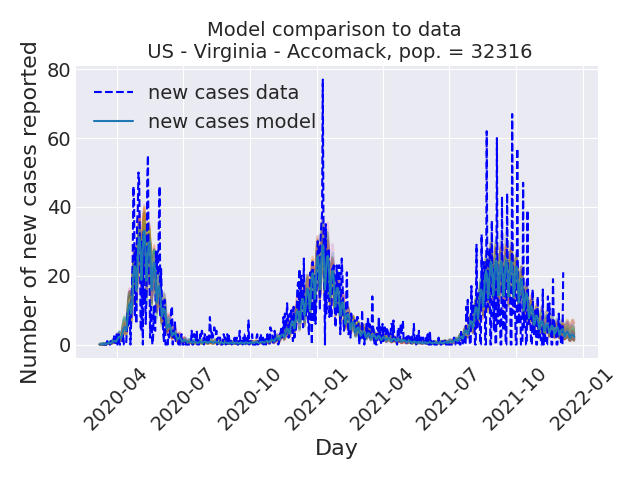 Model comparison to data
US - Virginia - Accomack, pop. = 32316
Number of new cases reported
80
60
40
20
0
new cases data
new cases model
2020-04
2020-07
2020-10
2021-01
2021-04
2021-07
2021-10
2022-01
Day